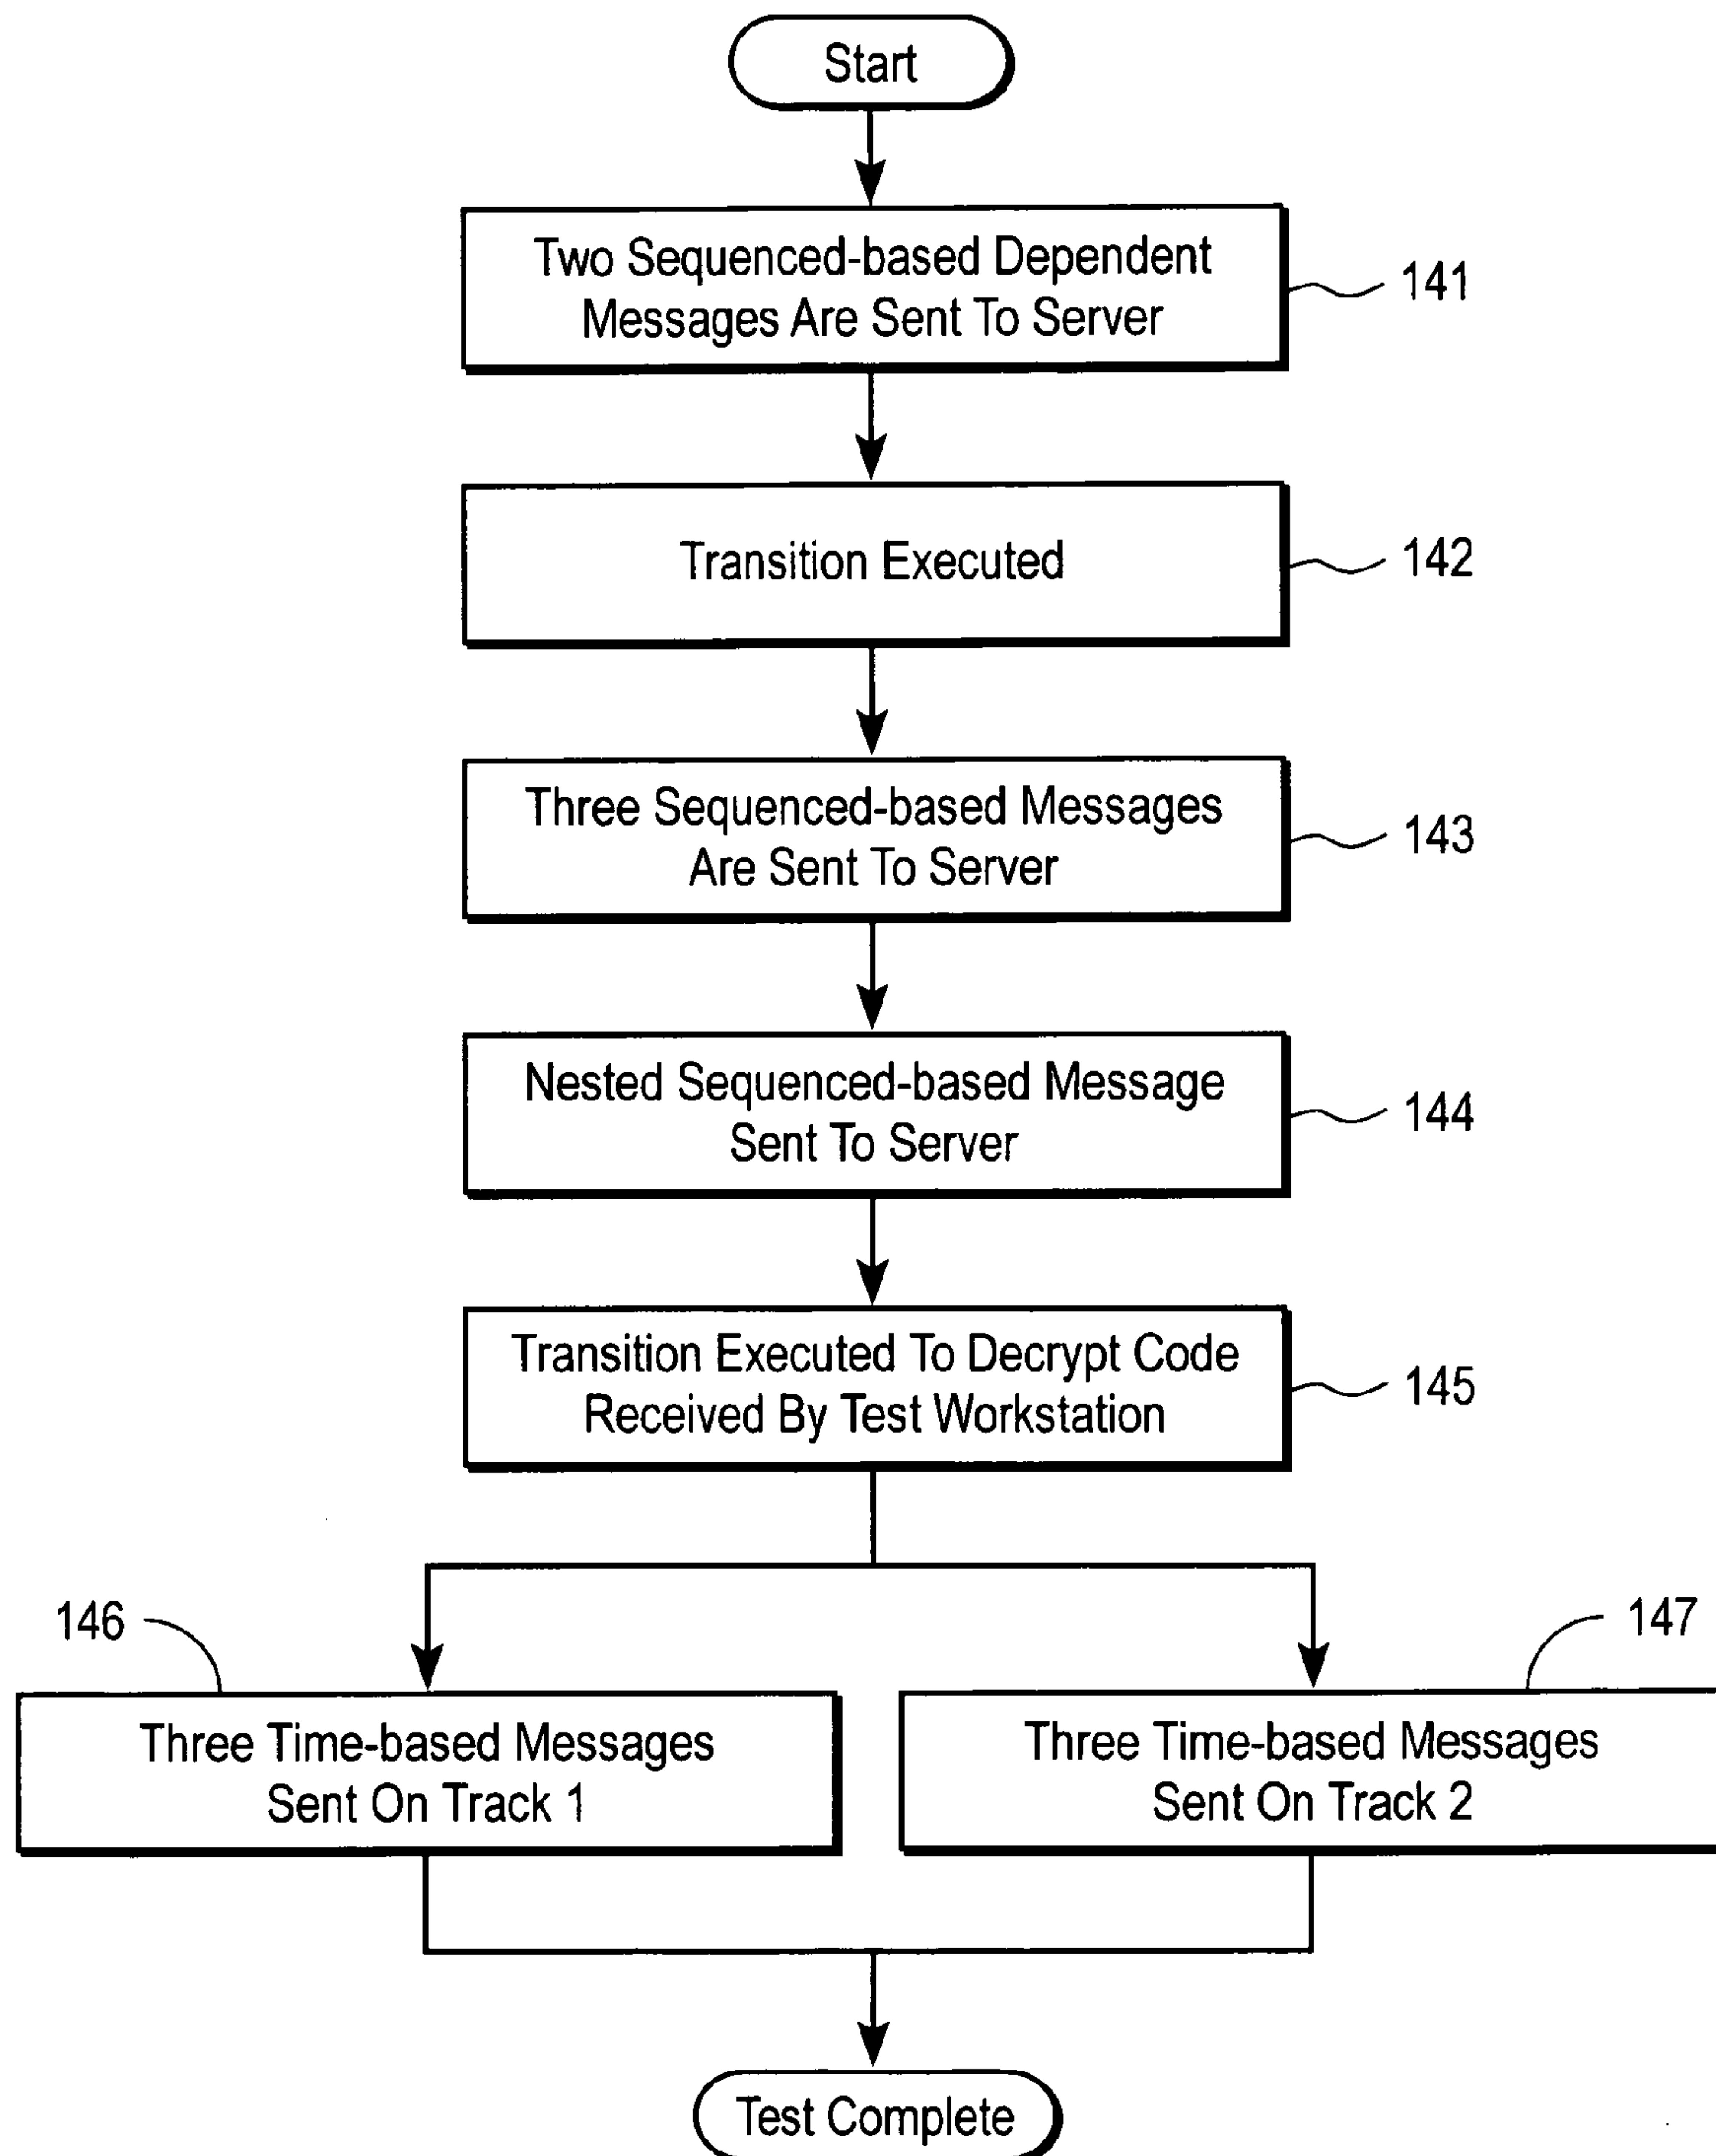 Start
Two Sequenced-based Dependent
Messages Are Sent To Server
141
Transition Executed
142
Three Sequenced-based Messages
Are Sent To Server
143
Nested Sequenced-based Message
Sent To Server
144
Transition Executed To Decrypt Code
Received By Test Workstation
145
146
Three Time-based Messages
Sent On Track 1
147
Three Time-based Messages
Sent On Track 2
Test Complete